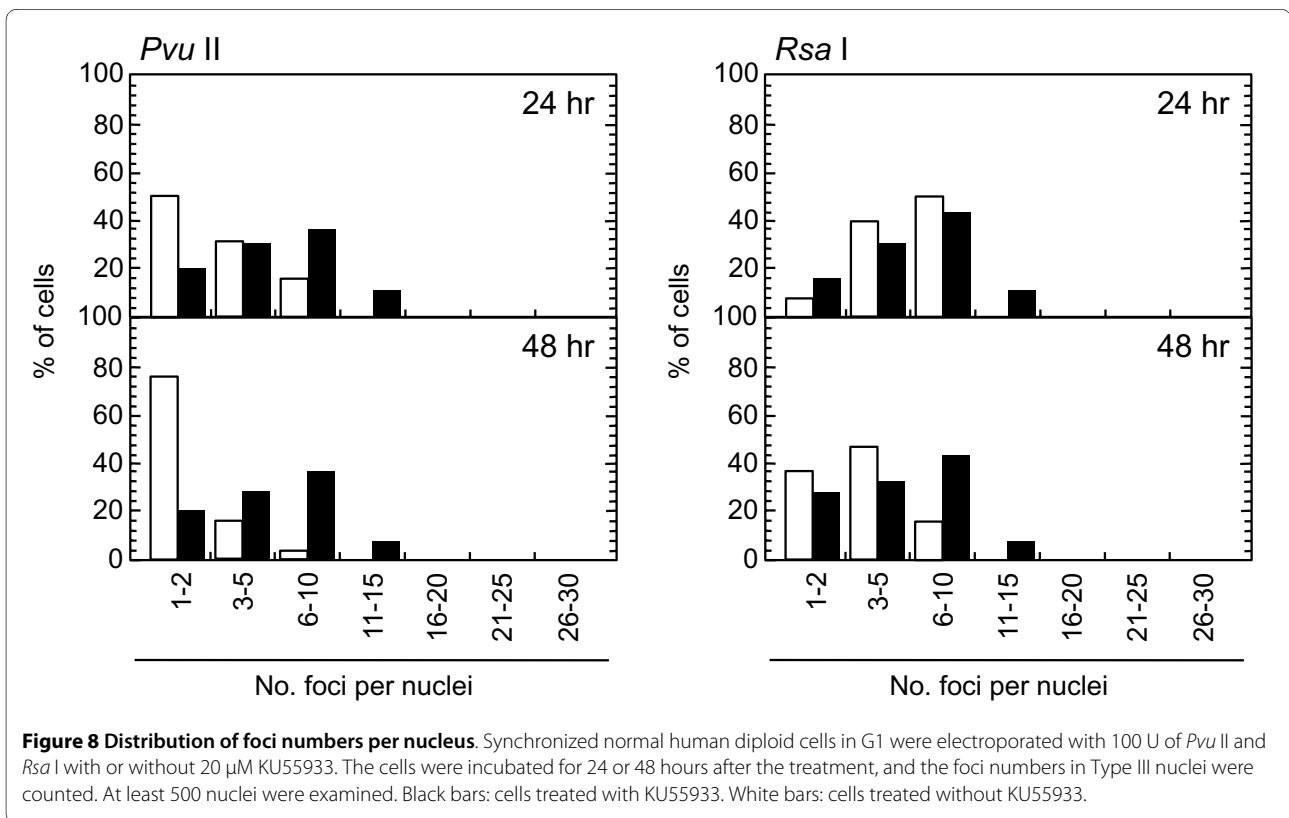 Pvu II
100
80
60
40
20
24 hr
100
80
60
40
20
0
48 hr
% of cells
1-2
3-5
6-10
11-15
16-20
21-25
26-30
No. foci per nuclei
Rsa I
100
80
60
40
20
24 hr
100
80
60
40
20
0
48 hr
% of cells
1-2
3-5
6-10
11-15
16-20
21-25
26-30
No. foci per nuclei
Figure 8 Distribution of foci numbers per nucleus. Synchronized normal human diploid cells in G1 were electroporated with 100 U of Pvu II and
Rsa I with or without 20 μM KU55933. The cells were incubated for 24 or 48 hours after the treatment, and the foci numbers in Type III nuclei were
counted. At least 500 nuclei were examined. Black bars: cells treated with KU55933. White bars: cells treated without KU55933.